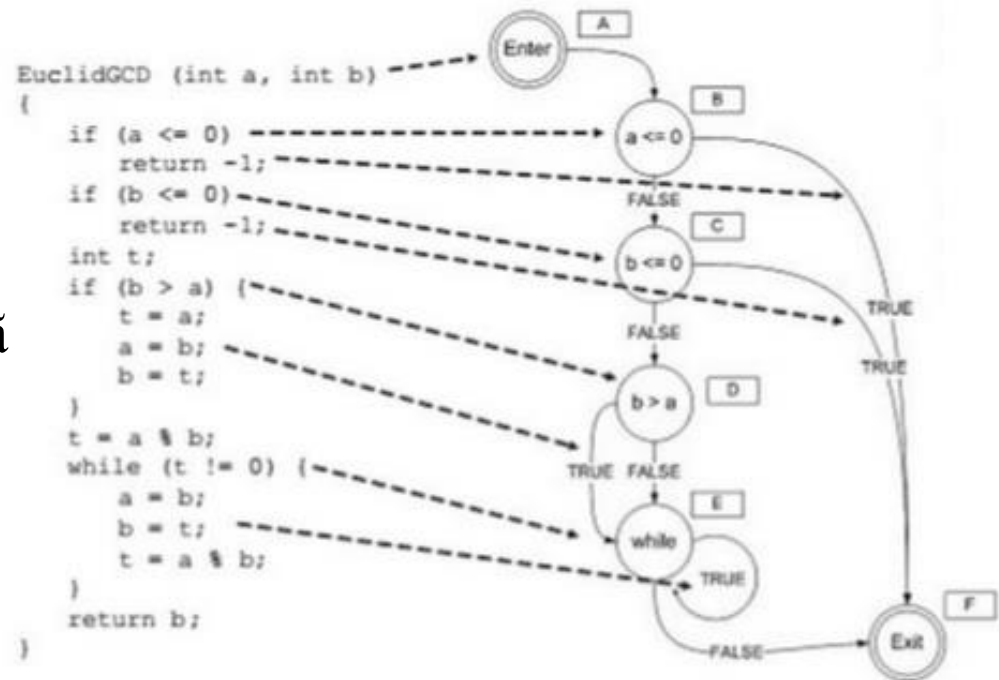 EuclidGCD (int a, int b)
{
if (a <= 0)
return -1;
if (b <= 0)
return -1;
int t;
if (b > a) {
t = a;
a = b;
b = t;
}
t = a % b;
while (t != 0) {
a = b;
b = t;
t = a % b;
}
return b;
}
ă
Enter
A
B
a <= 0
FALSE
C
b <= 0
TRUE
FALSE
TRUE
D
b > a
TRUE
FALSE
E
while
TRUE
F
Exit
FALSE